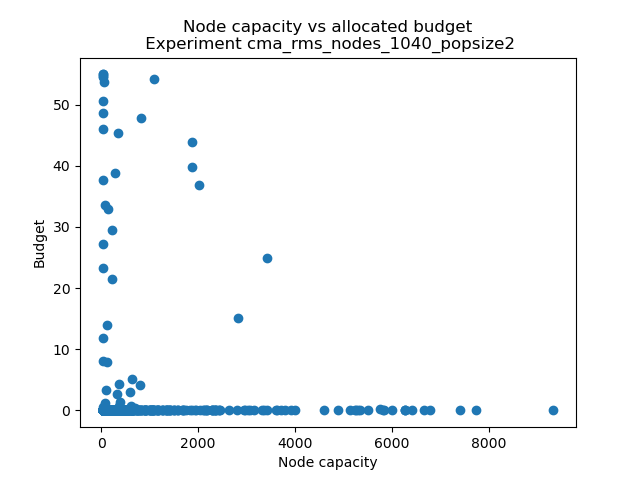 Node capacity vs allocated budget
Experiment cma_rms_nodes_1040_popsize2
50
40
30
20
10
0
Budget
0 2000 4000 6000 8000
Node capacity